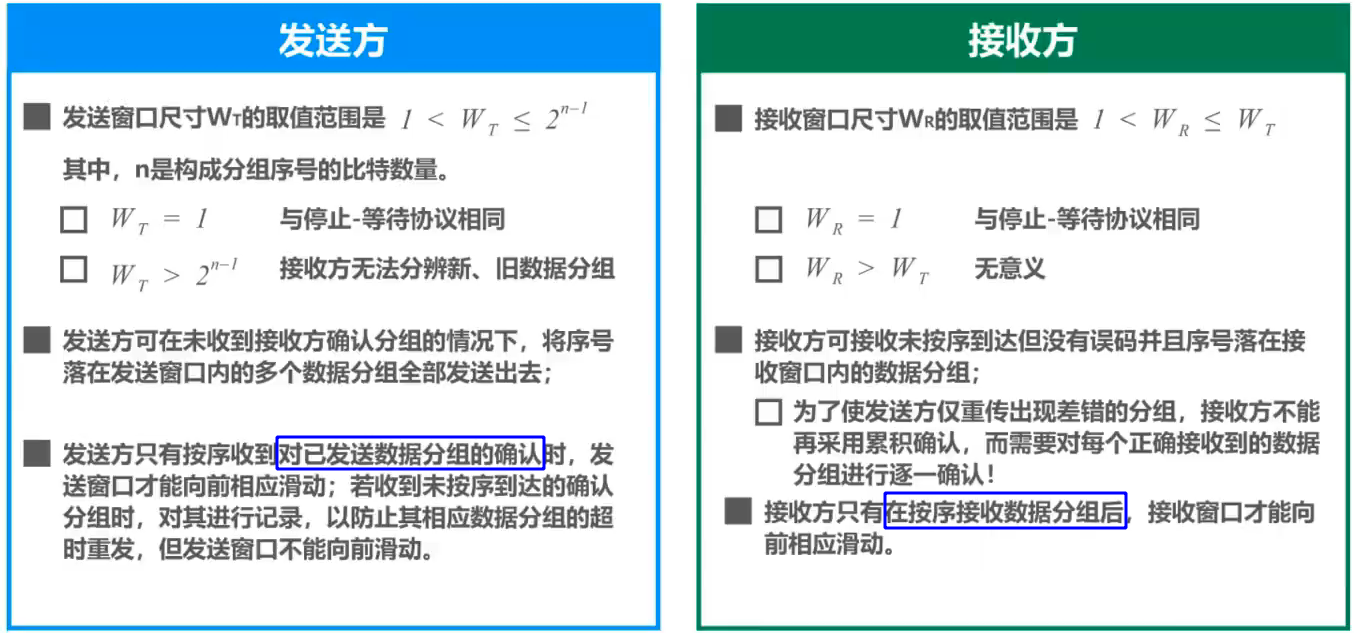 发送方
发送窗口尺寸WT的取值范围是 1 < W_T ≤ 2^{n-1}
其中，n是构成分组序号的比特数量。
W_T = 1 与停止-等待协议相同
W_T > 2^{n-1} 接收方无法分辨新、旧数据分组
发送方可在未收到接收方确认分组的情况下，将序号
落在发送窗口内的多个数据分组全部发送出去；
发送方只有按序收到对已发送数据分组的确认时，发
送窗口才能向前相应滑动；若收到未按序到达的确认
分组时，对其进行记录，以防止其相应数据分组的超
时重发，但发送窗口不能向前滑动。
接收方
接收窗口尺寸WR的取值范围是 1 < W_R ≤ W_T
W_R = 1 与停止-等待协议相同
W_R > W_T 无意义
接收方可接收未按序到达但没有误码并且序号落在接
收窗口内的数据分组；
为了使发送方仅重传出现差错的分组，接收方不能
再采用累积确认，而需要对每个正确接收到的数据
分组进行逐一确认！
接收方只有在按序接收数据分组后，接收窗口才能向
前相应滑动。